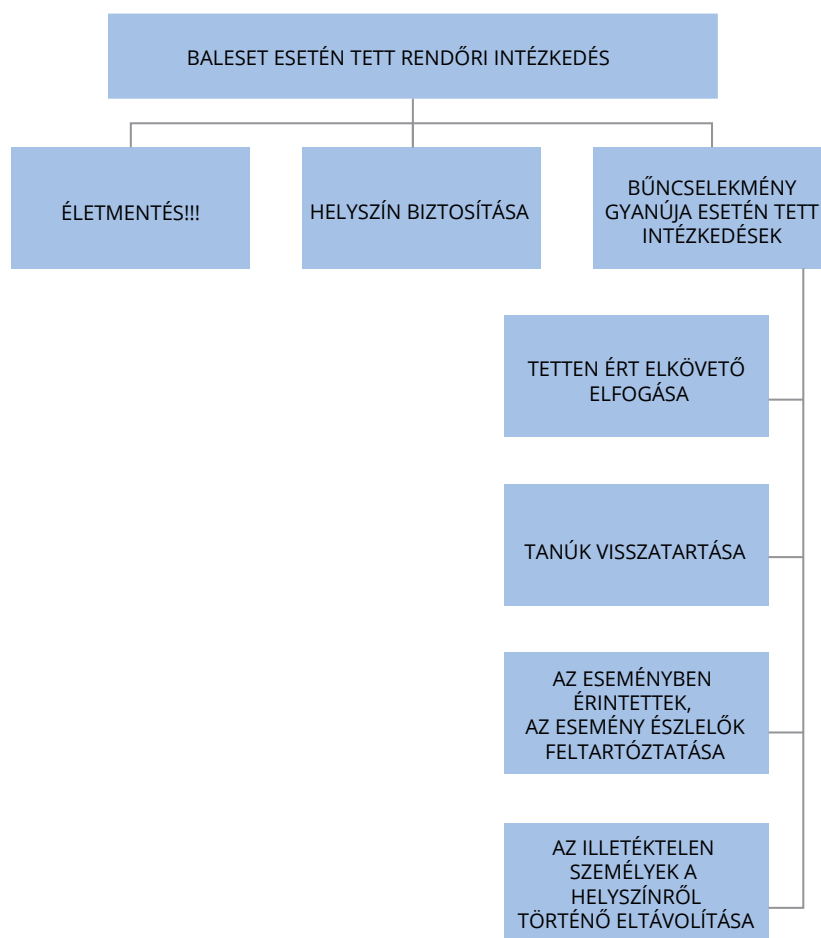 BALESET ESETÉN TETT RENDŐRI INTÉZKEDÉS
ÉLETMENTÉS!!!
HELYSZÍN BIZTOSÍTÁSA
BŰNCSELEKMÉNY
GYANÚJA ESETÉN TETT
INTÉZKEDÉSEK
TETTEN ÉRT ELKÖVETŐ
ELFOGÁSA
TANÚK VISSZATARTÁSA
AZ ESEMÉNYBEN
ÉRINTETTEK,
AZ ESEMÉNY ÉSZLELŐK
FELTARTÓZTATÁSA
AZ ILLETÉKTELEN
SZEMÉLYEK A
HELYSZÍNRŐL
TÖRTÉNŐ ELTÁVOLÍTÁSA